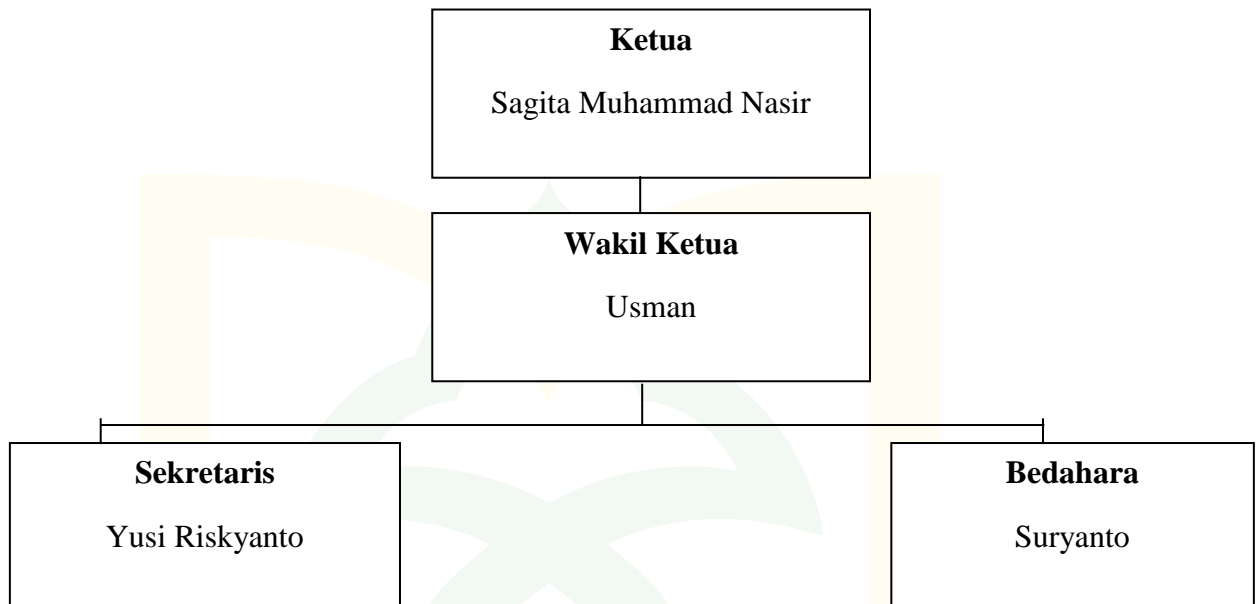 Ketua
Sagita Muhammad Nasir
Wakil Ketua
Usman
Sekretaris
Yusi Riskyanto
Bedahara
Suryanto